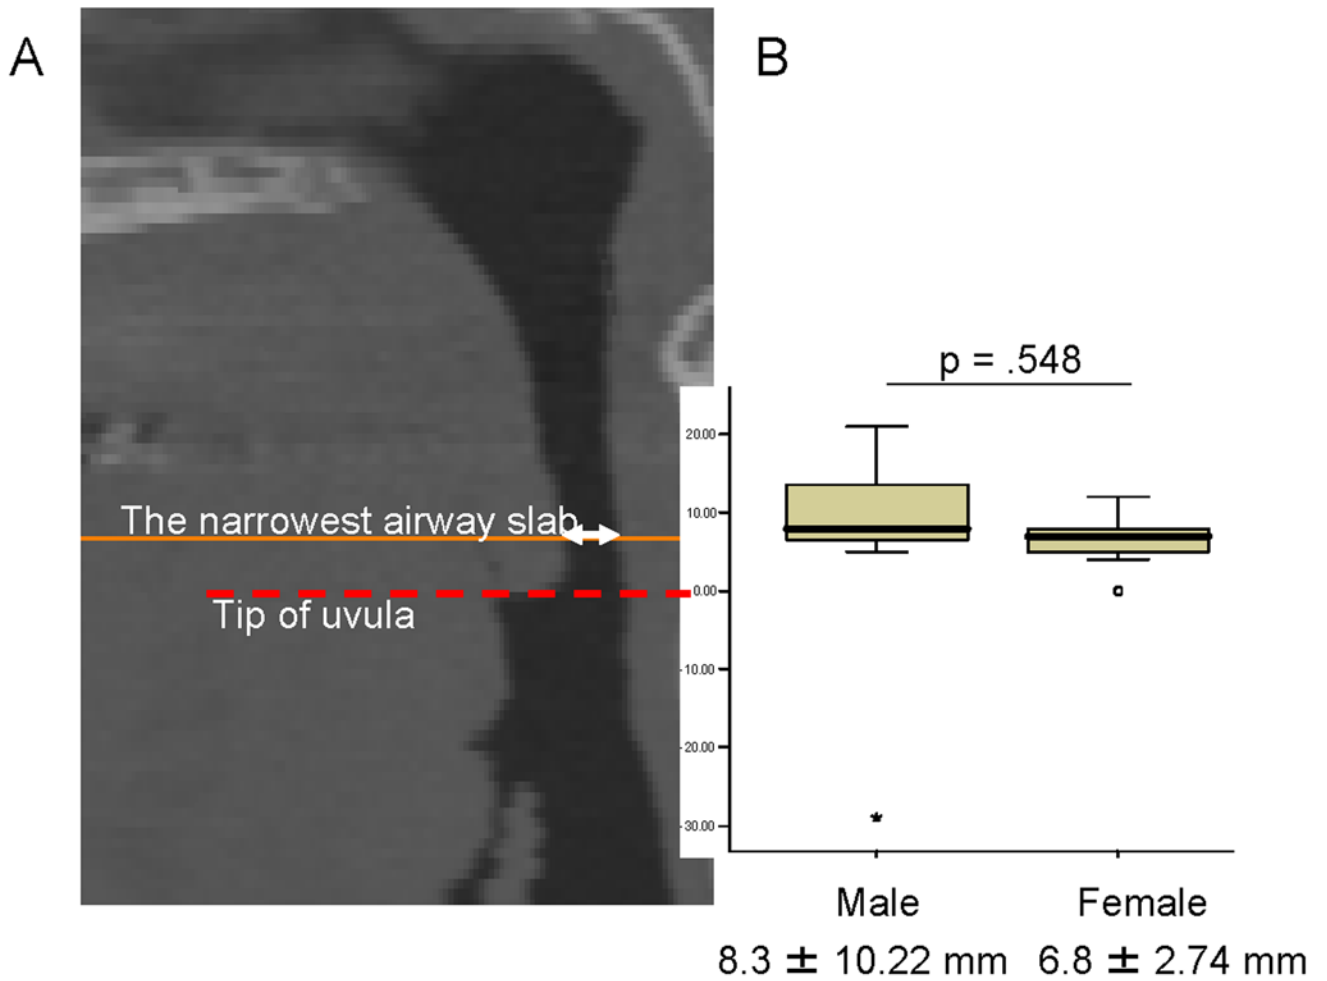 A
B
p = .548
20.00
10.00
0.00
-10.00
-20.00
-30.00
The narrowest airway slab
Tip of uvula
Male
Female
8.3 ± 10.22 mm
6.8 ± 2.74 mm